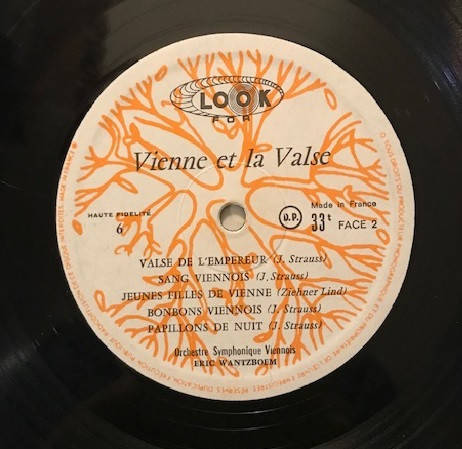 LOOK
FOR
Vienne et la Valse
HAUTE FIDELITÉ
6
D.P.
Made in France
33t FACE 2
VALSE DE L'EMPEREUR (J. Strauss)
SANG VIENNOIS (J. Strauss)
JEUNES FILLES DE VIENNE (Ziehner Lind)
BONBONS VIENNOIS (J. Strauss)
PAPILLONS DE NUIT (J. Strauss)
Orchestre Symphonique Viennois
ERIC WANTZBOEM